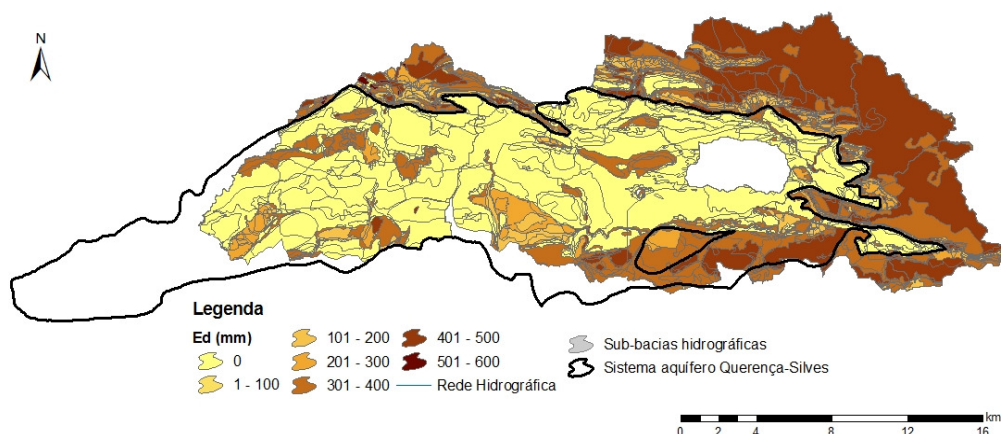 N
Legenda
Ed (mm)
0
1 - 100
101 - 200
201 - 300
301 - 400
401 - 500
501 - 600
Rede Hidrográfica
Sub-bacias hidrográficas
Sistema aquífero Querença-Silves
km
0 2 4 8 12 16